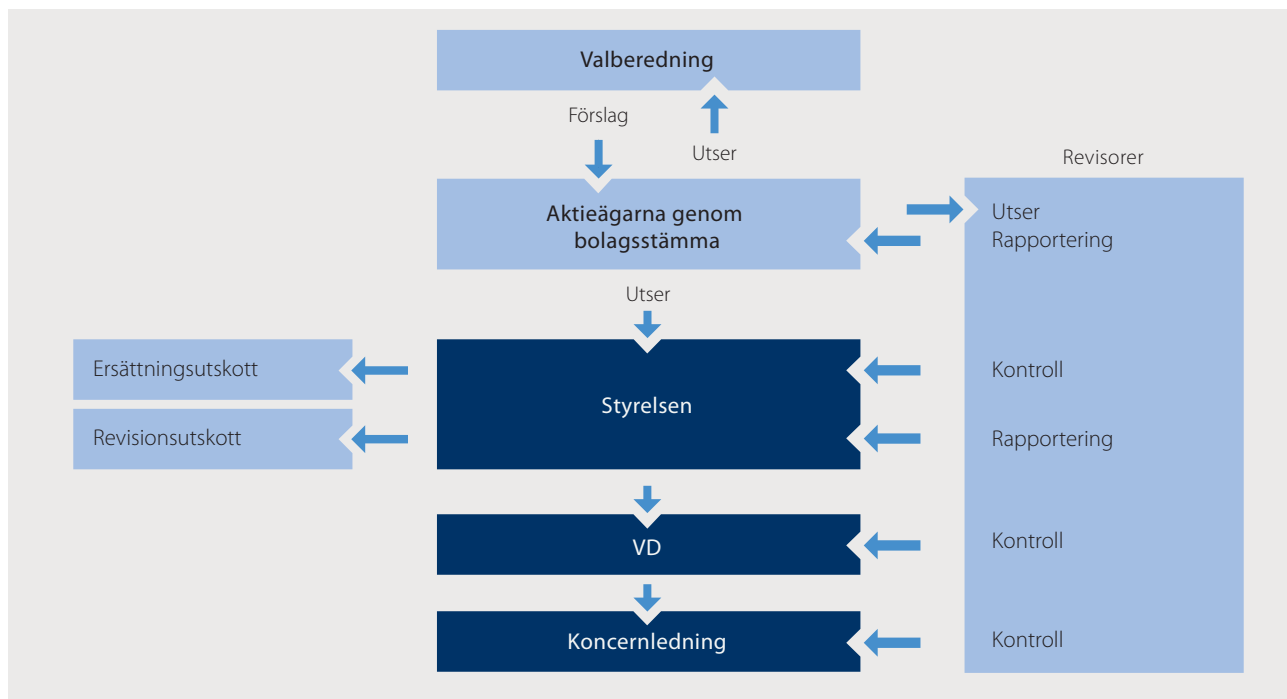 Valberedning
Förslag
Utser
Revisorer
Aktieägarna genom
bolagsstämma
Utser
Rapportering
Utser
Ersättningsutskott
Revisionsutskott
Styrelsen
Kontroll
Rapportering
VD
Kontroll
Koncernledning
Kontroll